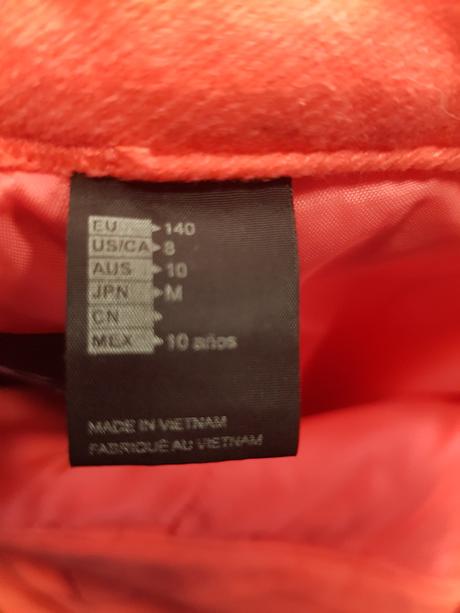 EU 140
US/CA 8
AUS 10
JPN M
CN
MEX 10 años
MADE IN VIETNAM
FABRIQUÉ AU VIETNAM